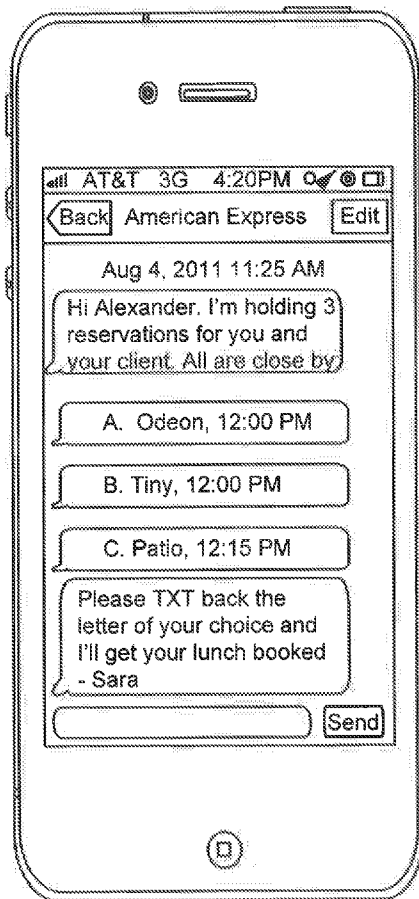 AT&T 3G 4:20PM
Back American Express Edit
Aug 4, 2011 11:25 AM
Hi Alexander. I'm holding 3
reservations for you and
your client. All are close by
A. Odeon, 12:00 PM
B. Tiny, 12:00 PM
C. Patio, 12:15 PM
Please TXT back the
letter of your choice and
I'll get your lunch booked
- Sara
Send